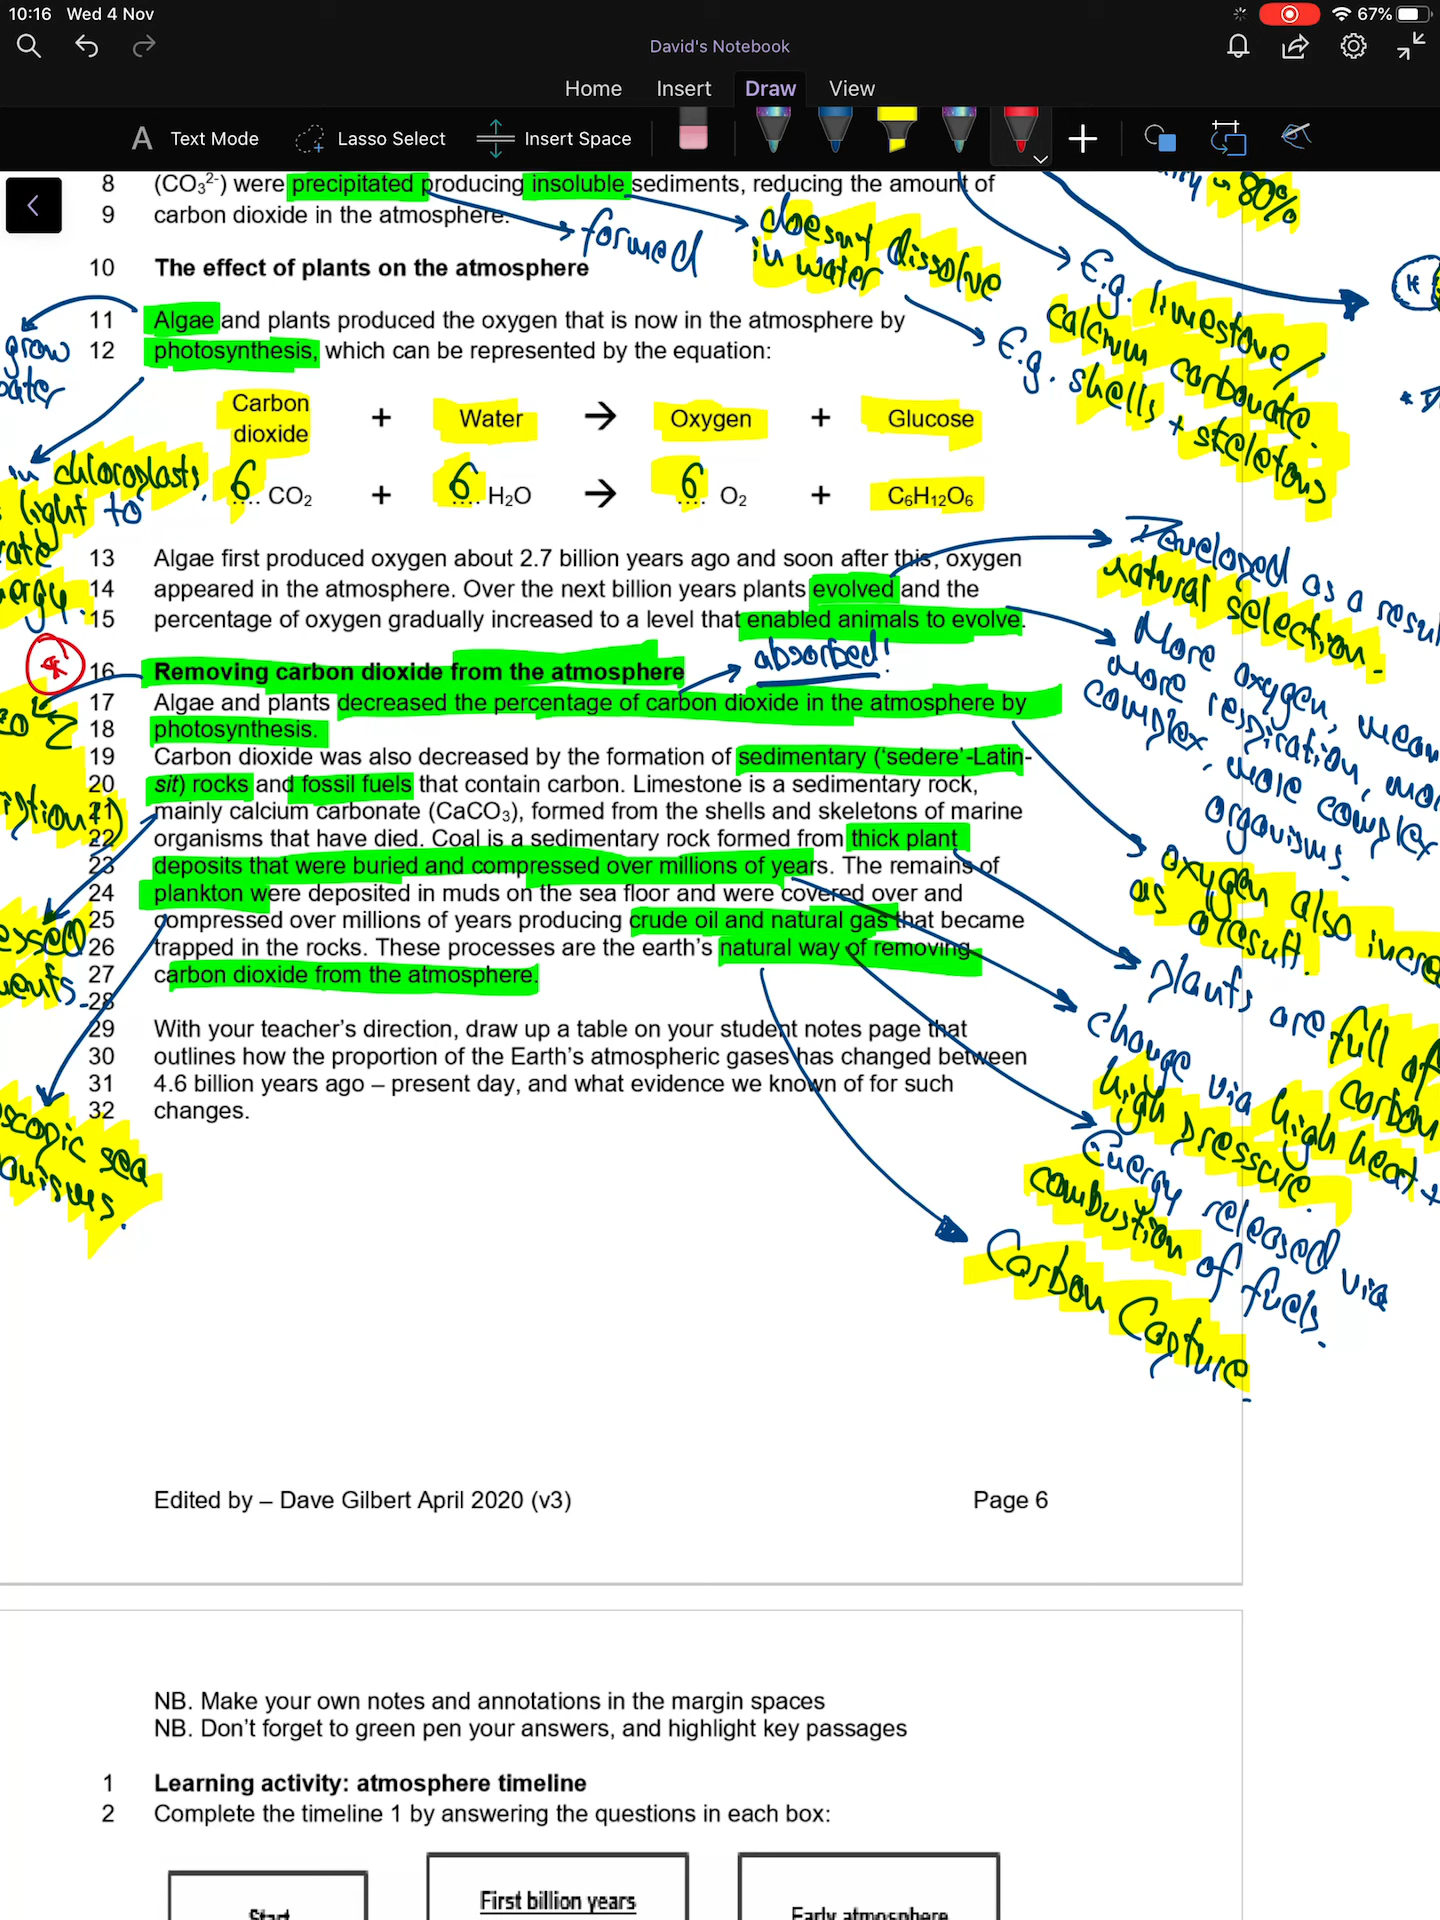 10:16 Wed 4 Nov
67%
David's Notebook
Home Insert Draw View
Text Mode Lasso Select Insert Space
8 (CO₃²⁻) were precipitated producing insoluble sediments, reducing the amount of
9 carbon dioxide in the atmosphere.
80%
formed
doesn't dissolve
in water
E.g. limestone/
calcium carbonate.
E.g. shells + skeletons
10 The effect of plants on the atmosphere
11 Algae and plants produced the oxygen that is now in the atmosphere by
12 photosynthesis, which can be represented by the equation:
grow
Carbon dioxide + Water → Oxygen + Glucose
6 .... CO₂ + 6 .... H₂O → 6 .... O₂ + C₆H₁₂O₆
in chloroplasts,
light to
13 Algae first produced oxygen about 2.7 billion years ago and soon after this, oxygen
14 appeared in the atmosphere. Over the next billion years plants evolved and the
15 percentage of oxygen gradually increased to a level that enabled animals to evolve.
Developed as a resul
natural selection.
More oxygen, mean
more respiration, mo
complex, more complex
organisms.
absorbed!
16 Removing carbon dioxide from the atmosphere
17 Algae and plants decreased the percentage of carbon dioxide in the atmosphere by
18 photosynthesis.
19 Carbon dioxide was also decreased by the formation of sedimentary (‘sedere’-Latin-
20 sit) rocks and fossil fuels that contain carbon. Limestone is a sedimentary rock,
21 mainly calcium carbonate (CaCO₃), formed from the shells and skeletons of marine
22 organisms that have died. Coal is a sedimentary rock formed from thick plant
23 deposits that were buried and compressed over millions of years. The remains of
24 plankton were deposited in muds on the sea floor and were covered over and
25 compressed over millions of years producing crude oil and natural gas that became
26 trapped in the rocks. These processes are the earth’s natural way of removing
27 carbon dioxide from the atmosphere.
28
29 With your teacher’s direction, draw up a table on your student notes page that
30 outlines how the proportion of the Earth’s atmospheric gases has changed between
31 4.6 billion years ago – present day, and what evidence we known of for such
32 changes.
oxygen also incre
as a result.
plants are full of
carbon
change via high heat +
high pressure.
Energy released via
combustion of fuels.
Carbon Capture
scopic sea
Edited by – Dave Gilbert April 2020 (v3) Page 6
NB. Make your own notes and annotations in the margin spaces
NB. Don’t forget to green pen your answers, and highlight key passages
1 Learning activity: atmosphere timeline
2 Complete the timeline 1 by answering the questions in each box:
Start
First billion years
Early atmosphere